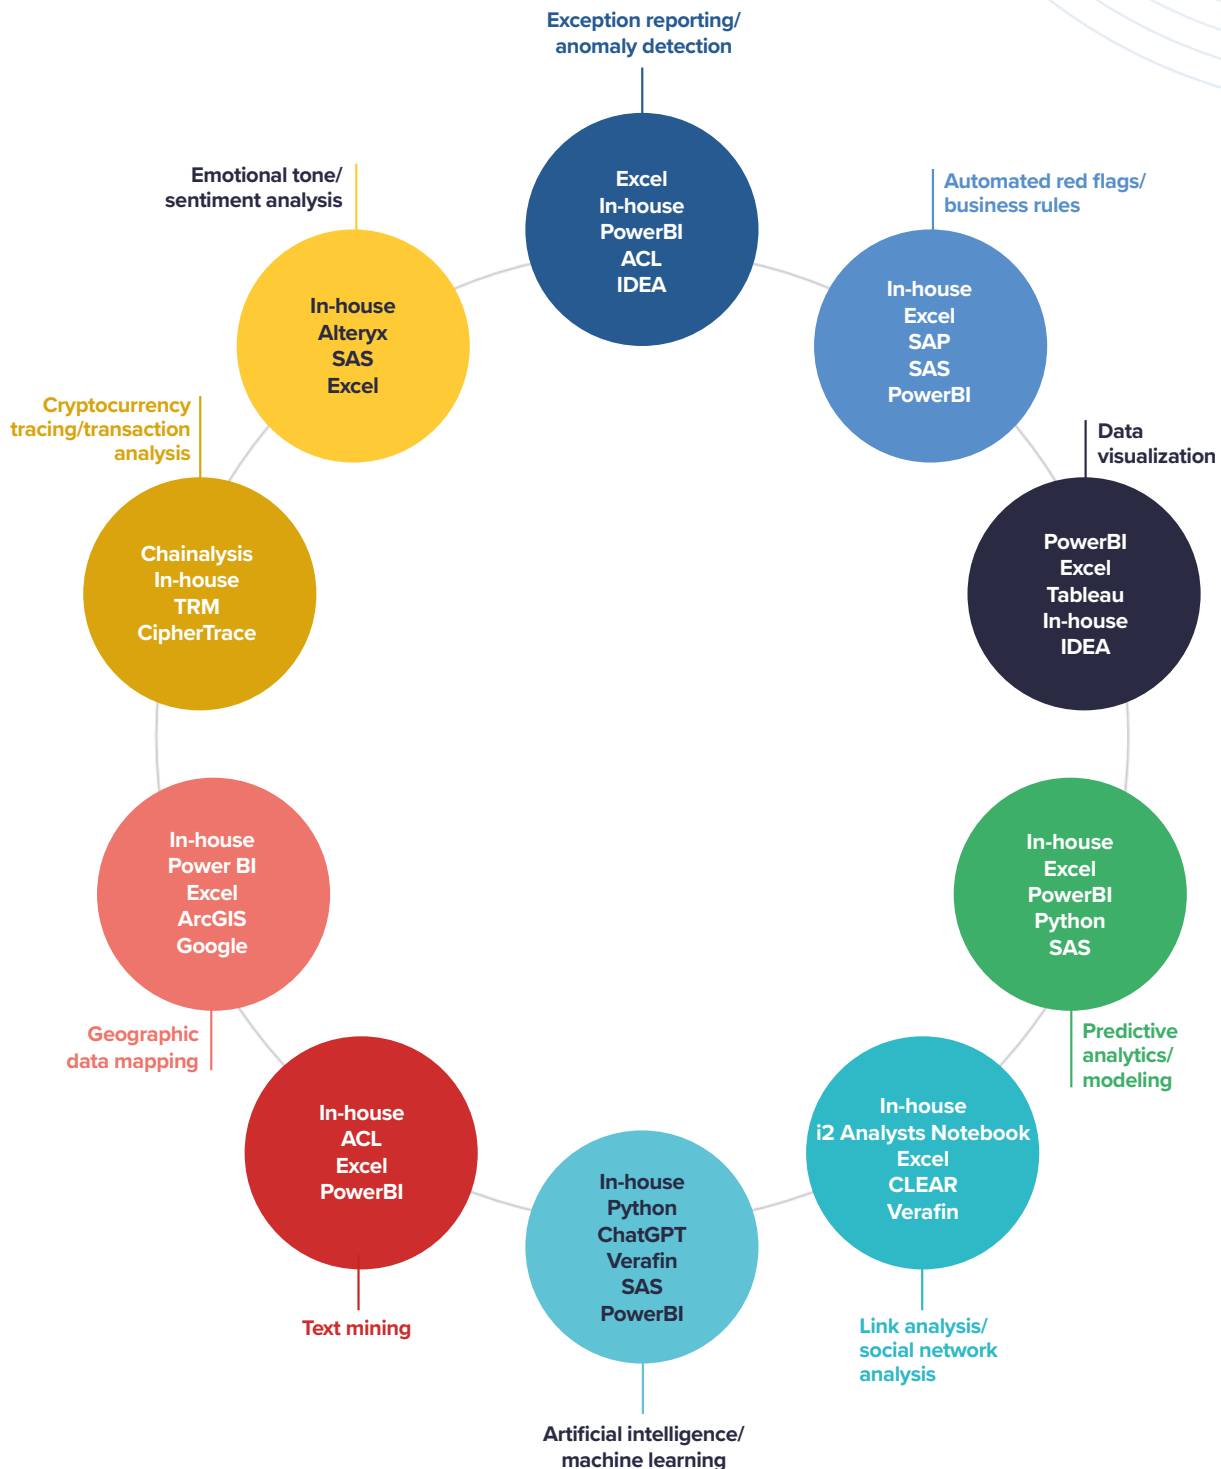 Exception reporting/
anomaly detection
Excel
In-house
PowerBI
ACL
IDEA
Automated red flags/
business rules
In-house
Excel
SAP
SAS
PowerBI
Data
visualization
PowerBI
Excel
Tableau
In-house
IDEA
In-house
Excel
PowerBI
Python
SAS
Predictive
analytics/
modeling
In-house
i2 Analysts Notebook
Excel
CLEAR
Verafin
Link analysis/
social network
analysis
In-house
Python
ChatGPT
Verafin
SAS
PowerBI
Artificial intelligence/
machine learning
In-house
ACL
Excel
PowerBI
Text mining
In-house
Power BI
Excel
ArcGIS
Google
Geographic
data mapping
Cryptocurrency
tracing/transaction
analysis
Chainalysis
In-house
TRM
CipherTrace
Emotional tone/
sentiment analysis
In-house
Alteryx
SAS
Excel